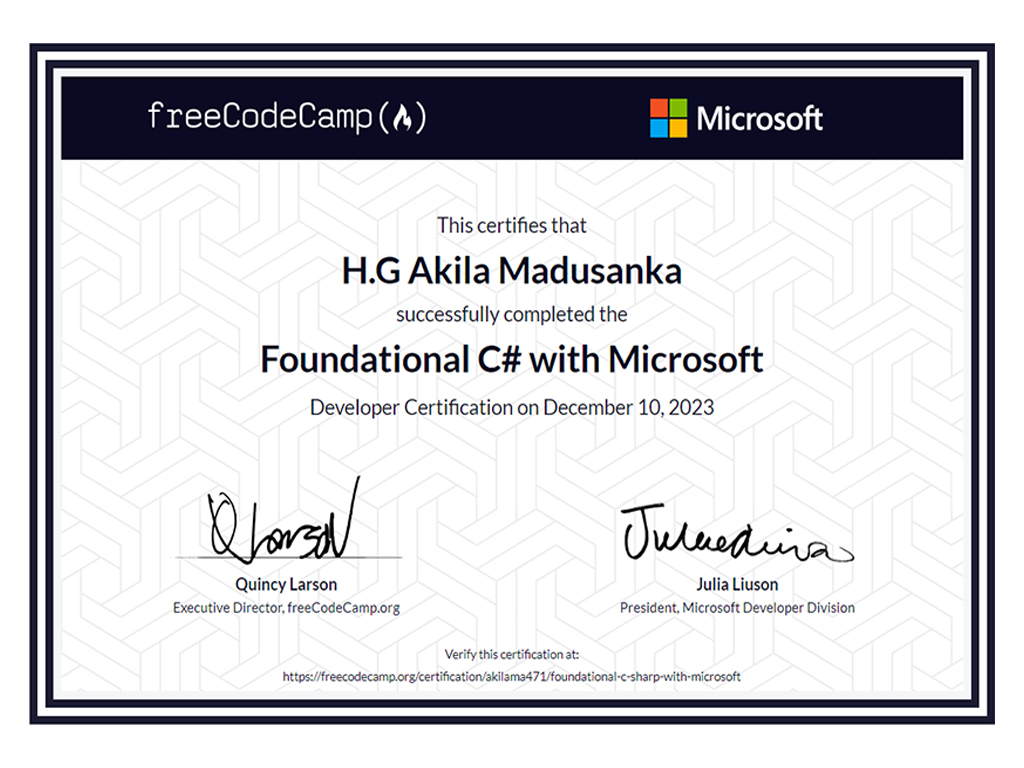 freeCodeCamp(🔥)
Microsoft
This certifies that
H.G Akila Madusanka
successfully completed the
Foundational C# with Microsoft
Developer Certification on December 10, 2023
QLarson
Quincy Larson
Executive Director, freeCodeCamp.org
Julia Liuson
President, Microsoft Developer Division
Verify this certification at:
https://freecodecamp.org/certification/akilama471/foundational-c-sharp-with-microsoft